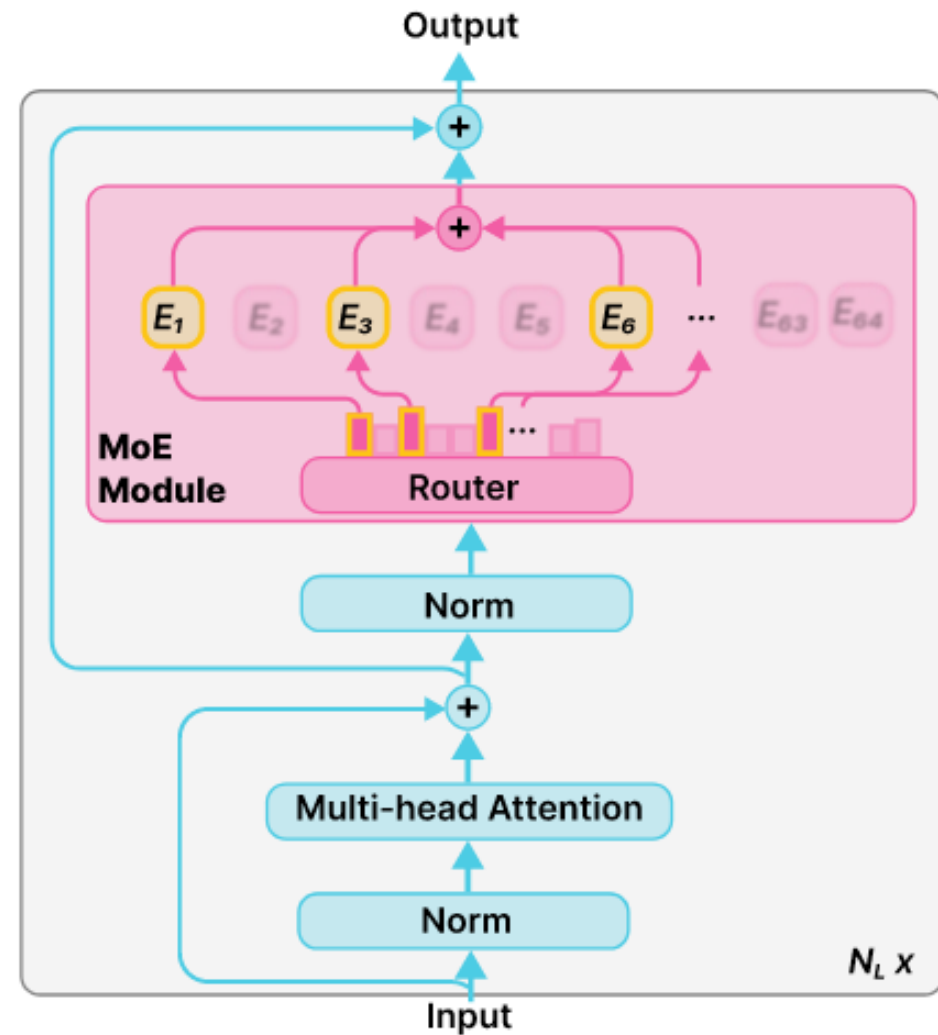 Output
+
+
E1 E2 E3 E4 E5 E6 ... E63 E64
...
MoE
Module
Router
Norm
+
Multi-head Attention
Norm
NL x
Input